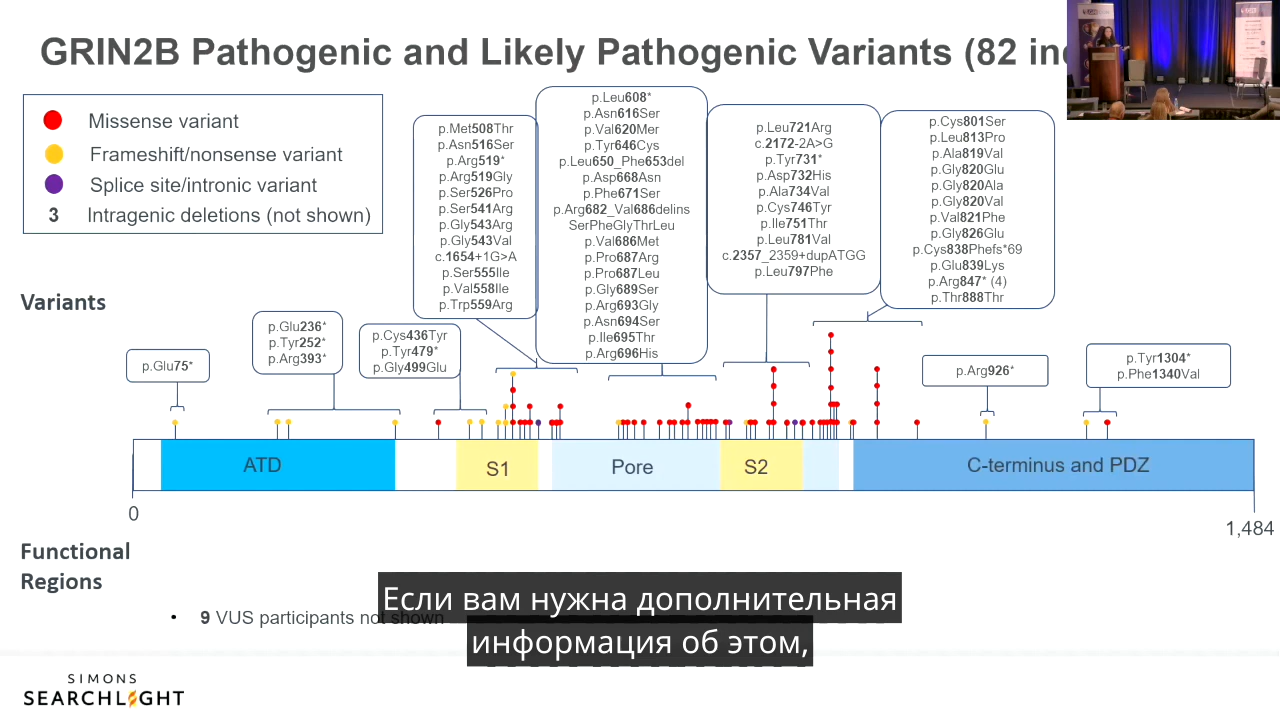 GRIN2B Pathogenic and Likely Pathogenic Variants (82
Missense variant
Frameshift/nonsense variant
Splice site/intronic variant
3 Intragenic deletions (not shown)
Variants
p.Glu75*
p.Glu236*
p.Tyr252*
p.Arg393*
p.Cys436Tyr
p.Tyr479*
p.Gly499Glu
p.Met508Thr
p.Asn516Ser
p.Arg519*
p.Arg519Gly
p.Ser526Pro
p.Ser541Arg
p.Gly543Arg
p.Gly543Val
c.1654+1G>A
p.Ser555Ile
p.Val558Ile
p.Trp559Arg
p.Leu608*
p.Asn616Ser
p.Val620Mer
p.Tyr646Cys
p.Leu650_Phe653del
p.Asp668Asn
p.Phe671Ser
p.Arg682_Val686delins
SerPheGlyThrLeu
p.Val686Met
p.Pro687Arg
p.Pro687Leu
p.Gly689Ser
p.Arg693Gly
p.Asn694Ser
p.Ile695Thr
p.Arg696His
p.Leu721Arg
c.2172-2A>G
p.Tyr731*
p.Asp732His
p.Ala734Val
p.Cys746Tyr
p.Ile751Thr
p.Leu781Val
c.2357_2359+dupATGG
p.Leu797Phe
p.Cys801Ser
p.Leu813Pro
p.Ala819Val
p.Gly820Glu
p.Gly820Ala
p.Gly820Val
p.Val821Phe
p.Gly826Glu
p.Cys838Phefs*69
p.Glu839Lys
p.Arg847* (4)
p.Thr888Thr
p.Arg926*
p.Tyr1304*
p.Phe1340Val
ATD
S1
Pore
S2
C-terminus and PDZ
0
1,484
Functional
Regions
• 9 VUS participants not shown
Если вам нужна дополнительная
информация об этом,
SIMONS
SEARCHLIGHT